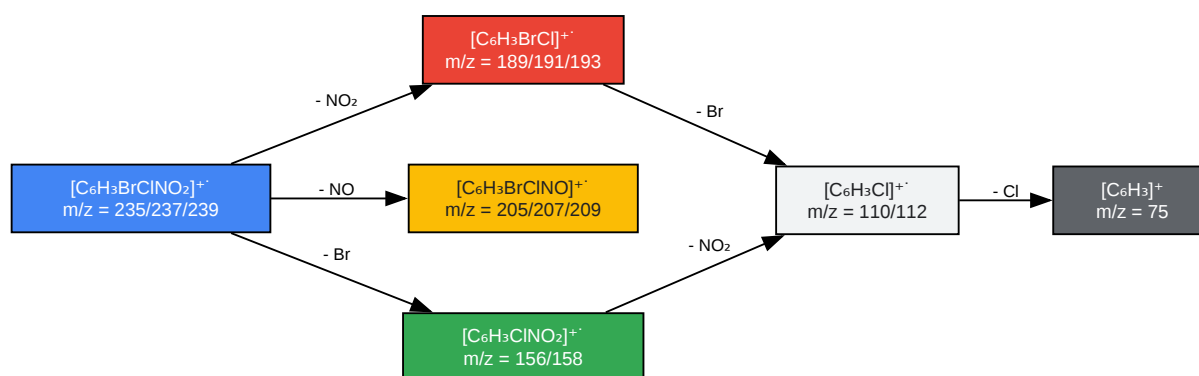 [C₆H₃BrCl]⁺˙
m/z = 189/191/193
- NO₂
- Br
[C₆H₃BrClNO₂]⁺˙
m/z = 235/237/239
- NO
[C₆H₃BrClNO]⁺˙
m/z = 205/207/209
[C₆H₃Cl]⁺˙
m/z = 110/112
- Cl
[C₆H₃]⁺
m/z = 75
- Br
- NO₂
[C₆H₃ClNO₂]⁺˙
m/z = 156/158